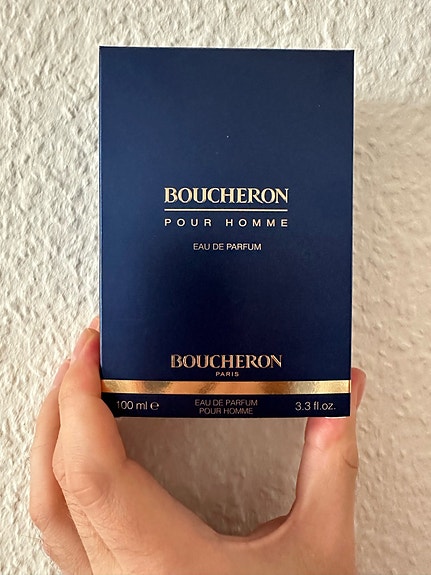 BOUCHERON
POUR HOMME
EAU DE PARFUM
BOUCHERON
PARIS
100 ml ℮
EAU DE PARFUM
POUR HOMME
3.3 fl.oz.